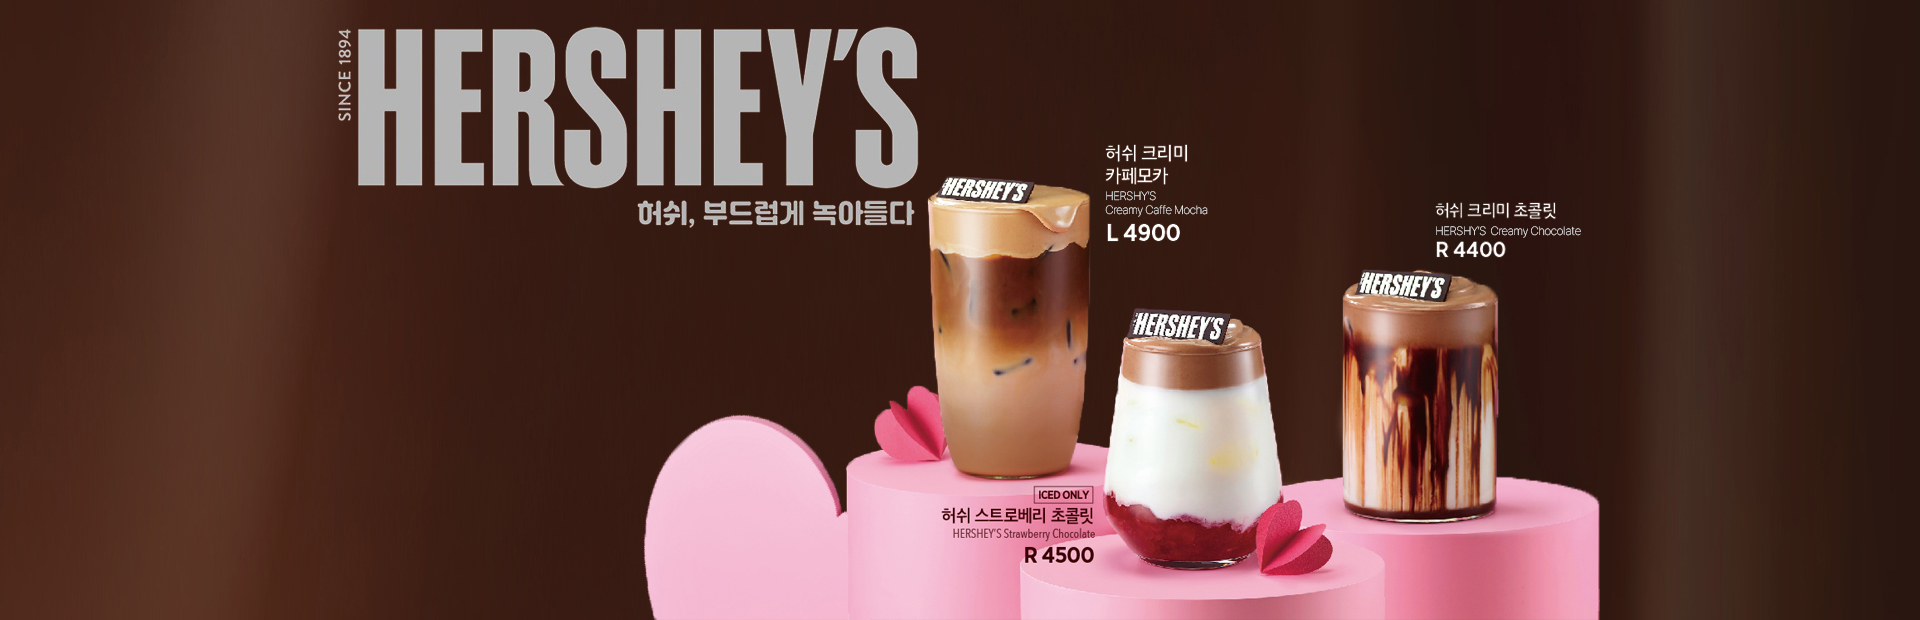 SINCE 1894
HERSHEY'S
허쉬, 부드럽게 녹아들다
HERSHEY'S
허쉬 크리미
카페모카
HERSHY'S
Creamy Caffe Mocha
L 4900
허쉬 크리미 초콜릿
HERSHY'S Creamy Chocolate
R 4400
HERSHEY'S
HERSHEY'S
ICED ONLY
허쉬 스트로베리 초콜릿
HERSHEY'S Strawberry Chocolate
R 4500